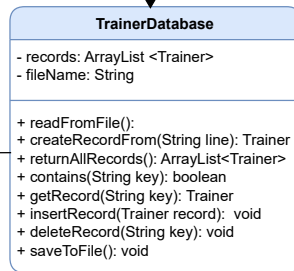 TrainerDatabase
- records: ArrayList <Trainer>
- fileName: String
+ readFromFile():
+ createRecordFrom(String line): Trainer
+ returnAllRecords(): ArrayList<Trainer>
+ contains(String key): boolean
+ getRecord(String key): Trainer
+ insertRecord(Trainer record): void
+ deleteRecord(String key): void
+ saveToFile(): void